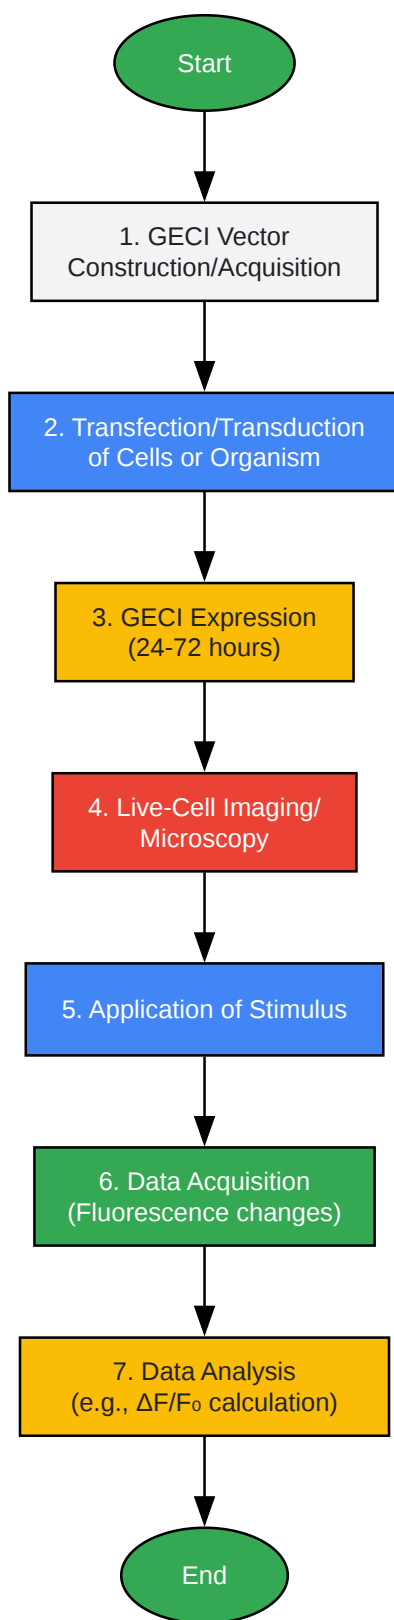 Start
1. GECI Vector
Construction/Acquisition
2. Transfection/Transduction
of Cells or Organism
3. GECI Expression
(24-72 hours)
4. Live-Cell Imaging/
Microscopy
5. Application of Stimulus
6. Data Acquisition
(Fluorescence changes)
7. Data Analysis
(e.g., ΔF/F₀ calculation)
End